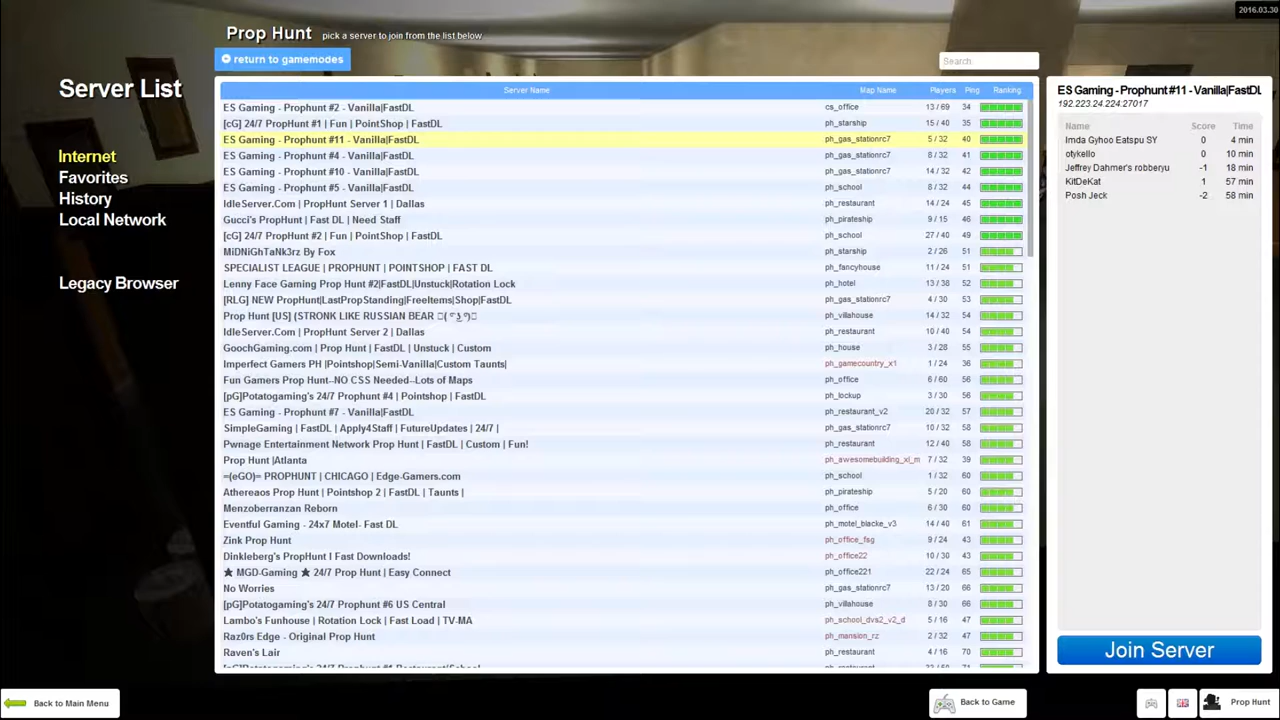 2016.03.30
Prop Hunt pick a server to join from the list below
return to gamemodes
Search
Server List
Internet
Favorites
History
Local Network
Legacy Browser
Server Name Map Name Players Ping Ranking
ES Gaming - Prophunt #2 - Vanilla|FastDL cs_office 13 / 69 34
[cG] 24/7 PropHunt #1 | Fun | PointShop | FastDL ph_starship 15 / 40 35
ES Gaming - Prophunt #11 - Vanilla|FastDL ph_gas_stationrc7 5 / 32 40
ES Gaming - Prophunt #4 - Vanilla|FastDL ph_gas_stationrc7 8 / 32 41
ES Gaming - Prophunt #10 - Vanilla|FastDL ph_gas_stationrc7 14 / 32 42
ES Gaming - Prophunt #5 - Vanilla|FastDL ph_school 8 / 32 44
IdleServer.Com | PropHunt Server 1 | Dallas ph_restaurant 14 / 24 45
Gucci's PropHunt | Fast DL | Need Staff ph_pirateship 9 / 15 46
[cG] 24/7 PropHunt #2 | Fun | PointShop | FastDL ph_school 27 / 40 49
MiDNiGhTaNk3rz By Fox ph_starship 2 / 26 51
SPECIALIST LEAGUE | PROPHUNT | POINTSHOP | FAST DL ph_fancyhouse 11 / 24 51
Lenny Face Gaming Prop Hunt #2|FastDL|Unstuck|Rotation Lock ph_hotel 13 / 38 52
[RLG] NEW PropHunt|LastPropStanding|FreeItems|Shop|FastDL ph_gas_stationrc7 4 / 30 53
Prop Hunt [US] (STRONK LIKE RUSSIAN BEAR ph_villahouse 14 / 32 54
IdleServer.Com | PropHunt Server 2 | Dallas ph_restaurant 10 / 40 54
GoochGaming.com | Prop Hunt | FastDL | Unstuck | Custom ph_house 3 / 28 55
Imperfect Gamers PH |Pointshop|Semi-Vanilla|Custom Taunts| ph_gamecountry_x1 1 / 24 36
Fun Gamers Prop Hunt--NO CSS Needed--Lots of Maps ph_office 6 / 60 56
[pG]Potatogaming's 24/7 Prophunt #4 | Pointshop | FastDL ph_lockup 3 / 30 56
ES Gaming - Prophunt #7 - Vanilla|FastDL ph_restaurant_v2 20 / 32 57
SimpleGaming | FastDL | Apply4Staff | FutureUpdates | 24/7 | ph_gas_stationrc7 10 / 32 58
Pwnage Entertainment Network Prop Hunt | FastDL | Custom | Fun! ph_restaurant 12 / 40 58
Prop Hunt |Atlanta ph_awesomebuilding_xl_m 7 / 32 39
=(eGO)= PROPHUNT | CHICAGO | Edge-Gamers.com ph_school 1 / 32 60
Athereaos Prop Hunt | Pointshop 2 | FastDL | Taunts | ph_pirateship 5 / 20 60
Menzoberranzan Reborn ph_office 6 / 30 60
Eventful Gaming - 24x7 Motel- Fast DL ph_motel_blacke_v3 14 / 40 61
Zink Prop Hunt ph_office_fsg 9 / 24 43
Dinkleberg's PropHunt I Fast Downloads! ph_office22 10 / 30 43
★ MGD-Gaming ★ 24/7 Prop Hunt | Easy Connect ph_office221 22 / 24 65
No Worries ph_gas_stationrc7 13 / 20 66
[pG]Potatogaming's 24/7 Prophunt #6 US Central ph_villahouse 8 / 30 66
Lambo's Funhouse | Rotation Lock | Fast Load | TV-MA ph_school_dvs2_v2_d 5 / 16 47
Raz0rs Edge - Original Prop Hunt ph_mansion_rz 2 / 32 47
Raven's Lair ph_restaurant 4 / 16 70
ES Gaming - Prophunt #11 - Vanilla|FastDL
192.223.24.224:27017
Name Score Time
Imda Gyhoo Eatspu SY 0 4 min
otykello 0 10 min
Jeffrey Dahmer's robberyu -1 18 min
KitDeKat 1 57 min
Posh Jeck -2 58 min
Join Server
Back to Main Menu
Back to Game
Prop Hunt